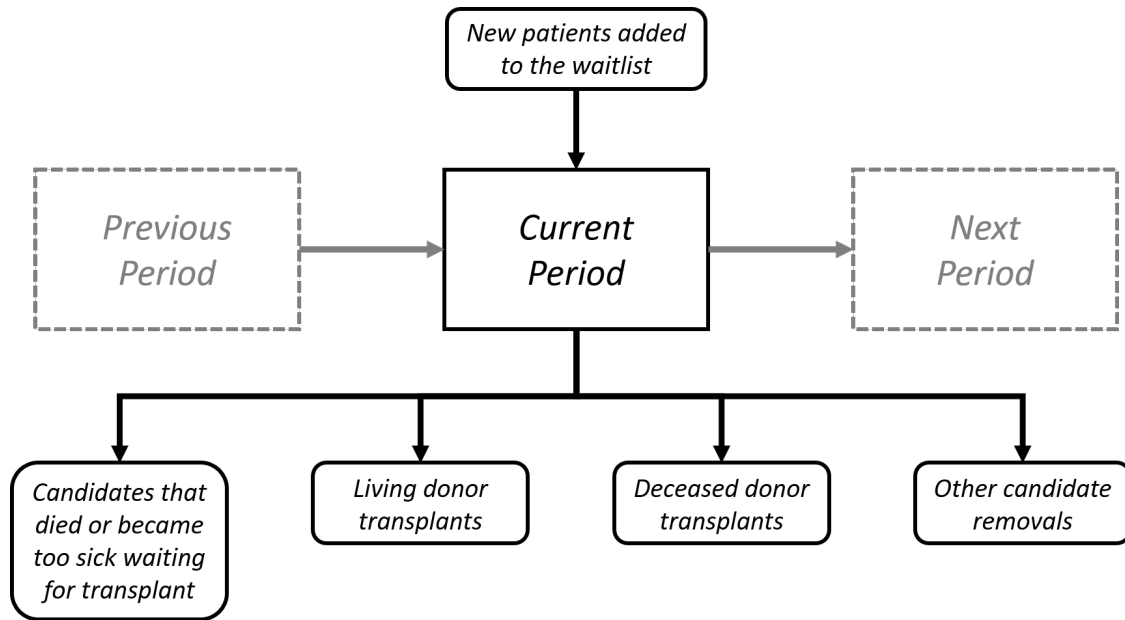 New patients added
to the waitlist
Previous
Period
Current
Period
Next
Period
Candidates that
died or became
too sick waiting
for transplant
Living donor
transplants
Deceased donor
transplants
Other candidate
removals